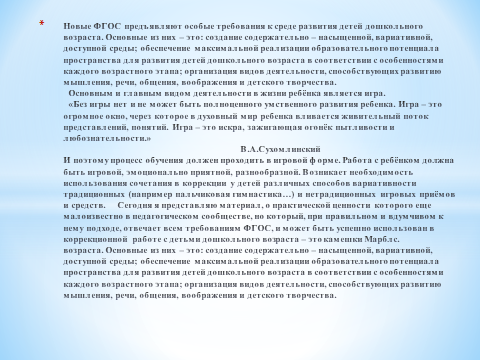 * Новые ФГОС предъявляют особые требования к среде развития детей дошкольного
возраста. Основные из них – это: создание содержательно – насыщенной, вариативной,
доступной среды; обеспечение максимальной реализации образовательного потенциала
пространства для развития детей дошкольного возраста в соответствии с особенностями
каждого возрастного этапа; организация видов деятельности, способствующих развитию
мышления, речи, общения, воображения и детского творчества.
Основным и главным видом деятельности в жизни ребёнка является игра.
«Без игры нет и не может быть полноценного умственного развития ребенка. Игра – это
огромное окно, через которое в духовный мир ребенка вливается живительный поток
представлений, понятий. Игра – это искра, зажигающая огонёк пытливости и
любознательности.»
В.А.Сухомлинский
И поэтому процесс обучения должен проходить в игровой форме. Работа с ребёнком должна
быть игровой, эмоционально приятной, разнообразной. Возникает необходимость
использования сочетания в коррекции у детей различных способов вариативности
традиционных (например пальчиковая гимнастика…) и нетрадиционных игровых приёмов
и средств. Сегодня я представляю материал, о практической ценности которого еще
малоизвестно в педагогическом сообществе, но который, при правильном и вдумчивом к
нему подходе, отвечает всем требованиям ФГОС, и может быть успешно использован в
коррекционной работе с детьми дошкольного возраста – это камешки Марблс.
возраста. Основные из них – это: создание содержательно – насыщенной, вариативной,
доступной среды; обеспечение максимальной реализации образовательного потенциала
пространства для развития детей дошкольного возраста в соответствии с особенностями
каждого возрастного этапа; организация видов деятельности, способствующих развитию
мышления, речи, общения, воображения и детского творчества.